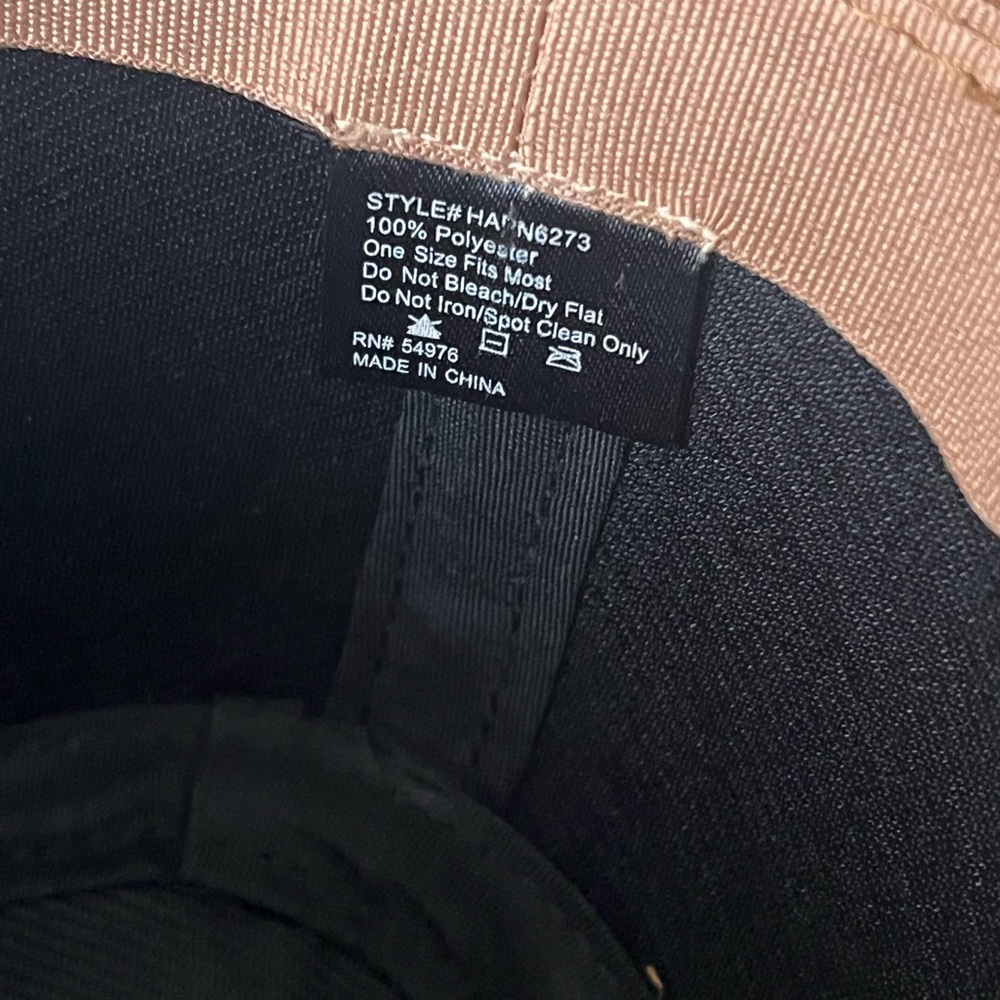 STYLE#
100% Polyester
One Size Fits Most
Do Not Bleach/Dry Flat
Do Not Iron/Spot Clean Only
RN# 54976
MADE IN CHINA